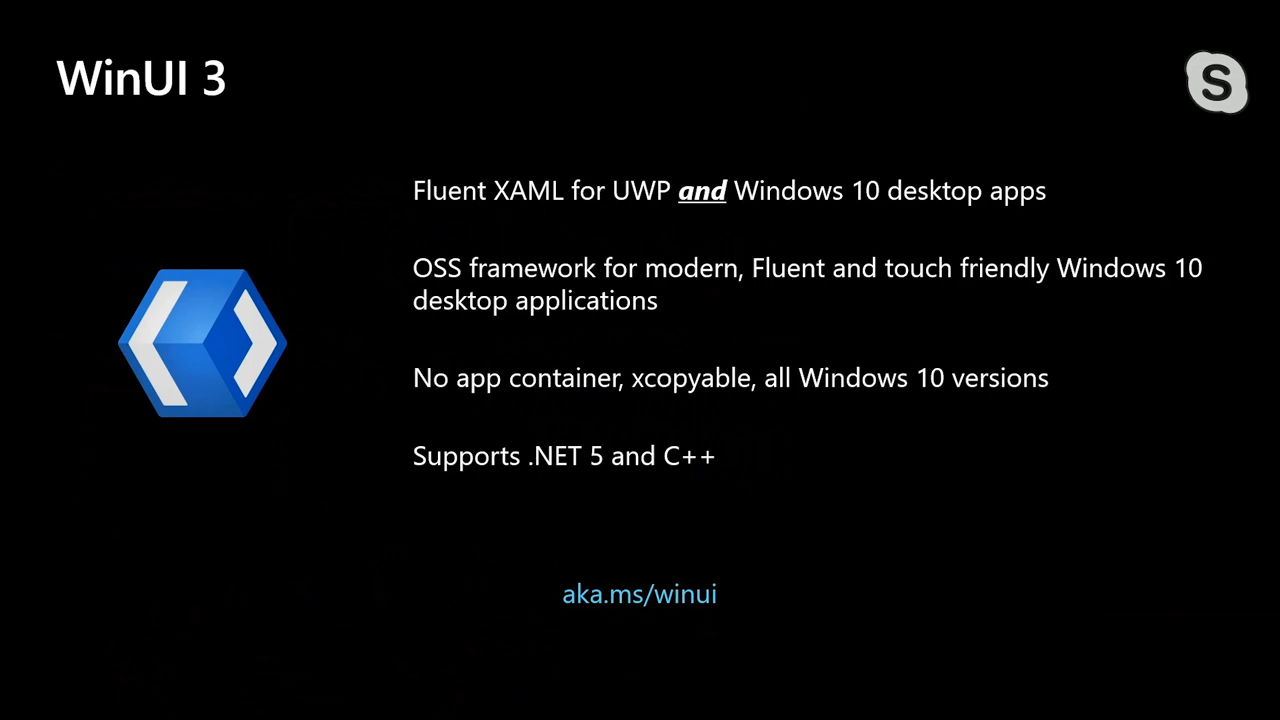 WinUI 3
S
Fluent XAML for UWP and Windows 10 desktop apps
OSS framework for modern, Fluent and touch friendly Windows 10
desktop applications
No app container, xcopyable, all Windows 10 versions
Supports .NET 5 and C++
aka.ms/winui